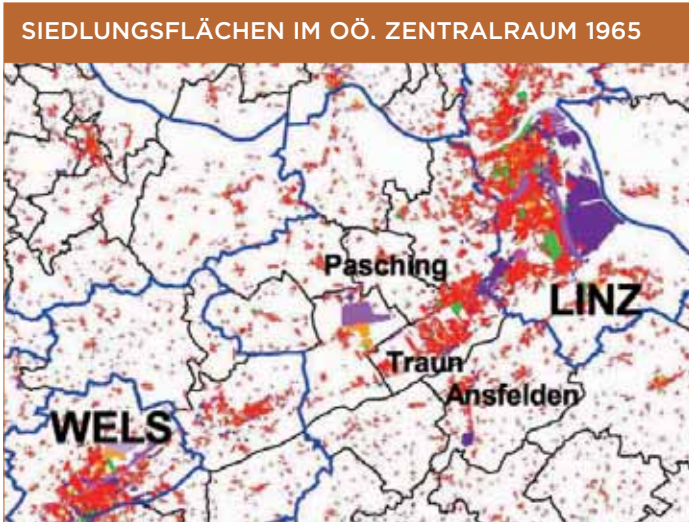 SIEDLUNGSFLÄCHEN IM OÖ. ZENTRALRAUM 1965
Pasching
LINZ
Traun
Ansfelden
WELS